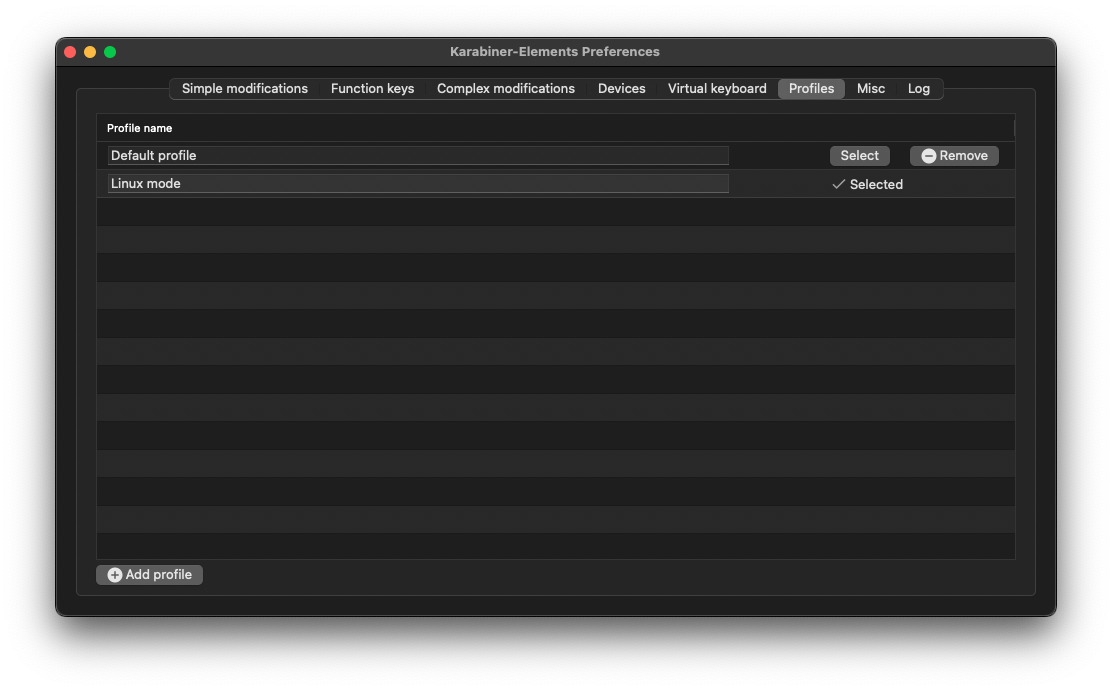 Karabiner-Elements Preferences
Simple modifications Function keys Complex modifications Devices Virtual keyboard Profiles Misc Log
Profile name
Default profile Select Remove
Linux mode Selected
Add profile